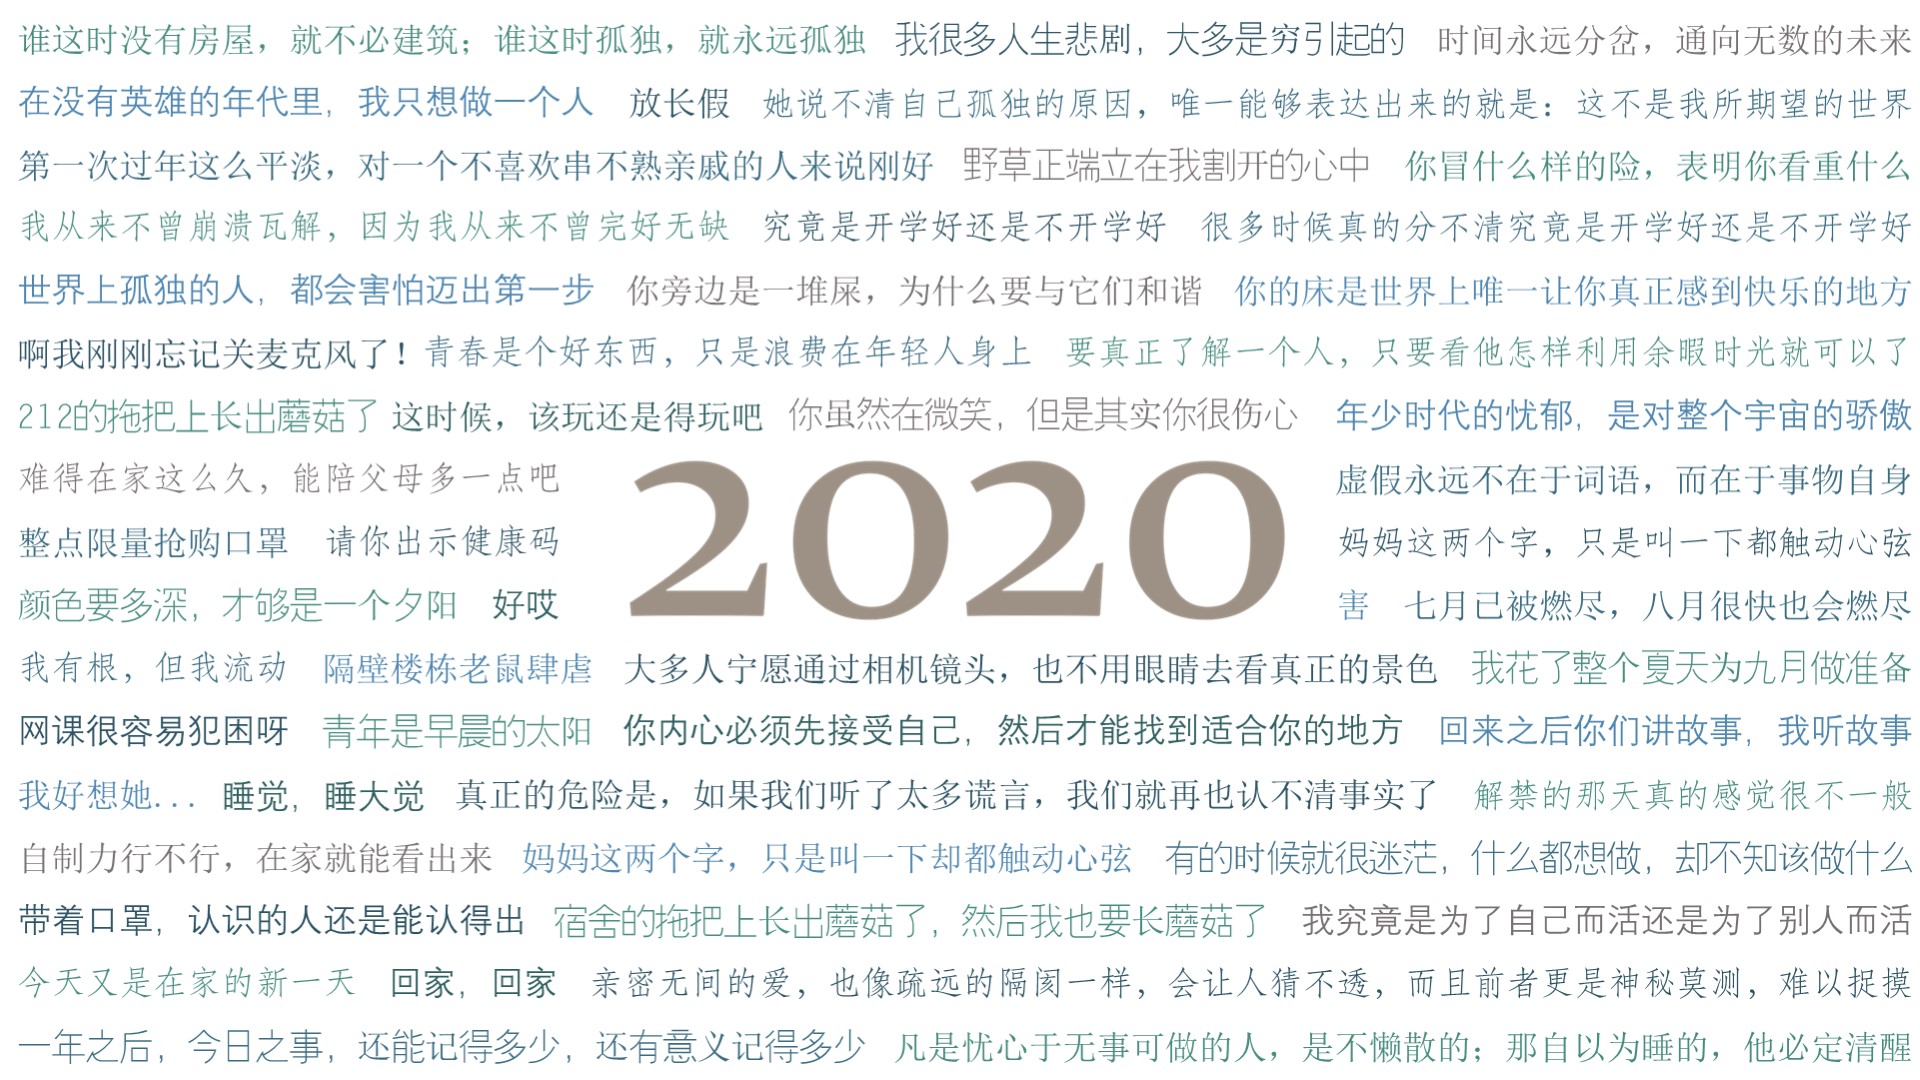 谁这时没有房屋，就不必建筑；谁这时孤独，就永远孤独 我很多人生悲剧，大多是穷引起的 时间永远分岔，通向无数的未来
在没有英雄的年代里，我只想做一个人 放长假 她说不清自己孤独的原因，唯一能够表达出来的就是：这不是我所期望的世界
第一次过年这么平淡，对一个不喜欢串不熟亲戚的人来说刚好 野草正端立在我割开的心中 你冒什么样的险，表明你看重什么
我从来不曾崩溃瓦解，因为我从来不曾完好无缺 究竟是开学好还是不开学好 很多时候真的分不清究竟是开学好还是不开学好
世界上孤独的人，都会害怕迈出第一步 你旁边是一堆屎，为什么要与它们和谐 你的床是世界上唯一让你真正感到快乐的地方
啊我刚刚忘记关麦克风了！青春是个好东西，只是浪费在年轻人身上 要真正了解一个人，只要看他怎样利用余暇时光就可以了
212的拖把上长出蘑菇了 这时候，该玩还是得玩吧 你虽然在微笑，但是其实你很伤心 年少时代的忧郁，是对整个宇宙的骄傲
难得在家这么久，能陪父母多一点吧 虚假永远不在于词语，而在于事物自身
2020
整点限量抢购口罩 请你出示健康码 妈妈这两个字，只是叫一下都触动心弦
颜色要多深，才够是一个夕阳 好哎 害 七月已被燃尽，八月很快也会燃尽
我有根，但我流动 隔壁楼栋老鼠肆虐 大多人宁愿通过相机镜头，也不用眼睛去看真正的景色 我花了整个夏天为九月做准备
网课很容易犯困呀 青年是早晨的太阳 你内心必须先接受自己，然后才能找到适合你的地方 回来之后你们讲故事，我听故事
我好想她... 睡觉，睡大觉 真正的危险是，如果我们听了太多谎言，我们就再也认不清事实了 解禁的那天真的感觉很不一般
自制力行不行，在家就能看出来 妈妈这两个字，只是叫一下却都触动心弦 有的时候就很迷茫，什么都想做，却不知该做什么
带着口罩，认识的人还是能认得出 宿舍的拖把上长出蘑菇了，然后我也要长蘑菇了 我究竟是为了自己而活还是为了别人而活
今天又是在家的新一天 回家，回家 亲密无间的爱，也像疏远的隔阂一样，会让人猜不透，而且前者更是神秘莫测，难以捉摸
一年之后，今日之事，还能记得多少，还有意义记得多少 凡是忧心于无事可做的人，是不懒散的；那自以为睡的，他必定清醒